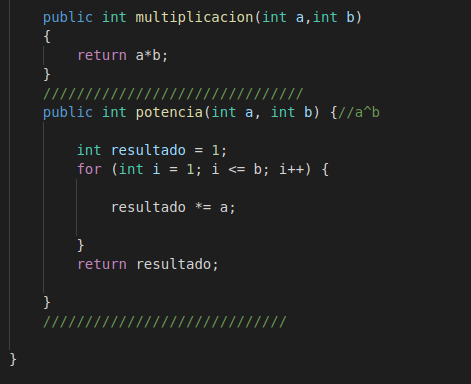 public int multiplicacion(int a,int b)
{
return a*b;
}
///////////////////////////////
public int potencia(int a, int b) {//a^b
int resultado = 1;
for (int i = 1; i <= b; i++) {
resultado *= a;
}
return resultado;
}
/////////////////////////////
}